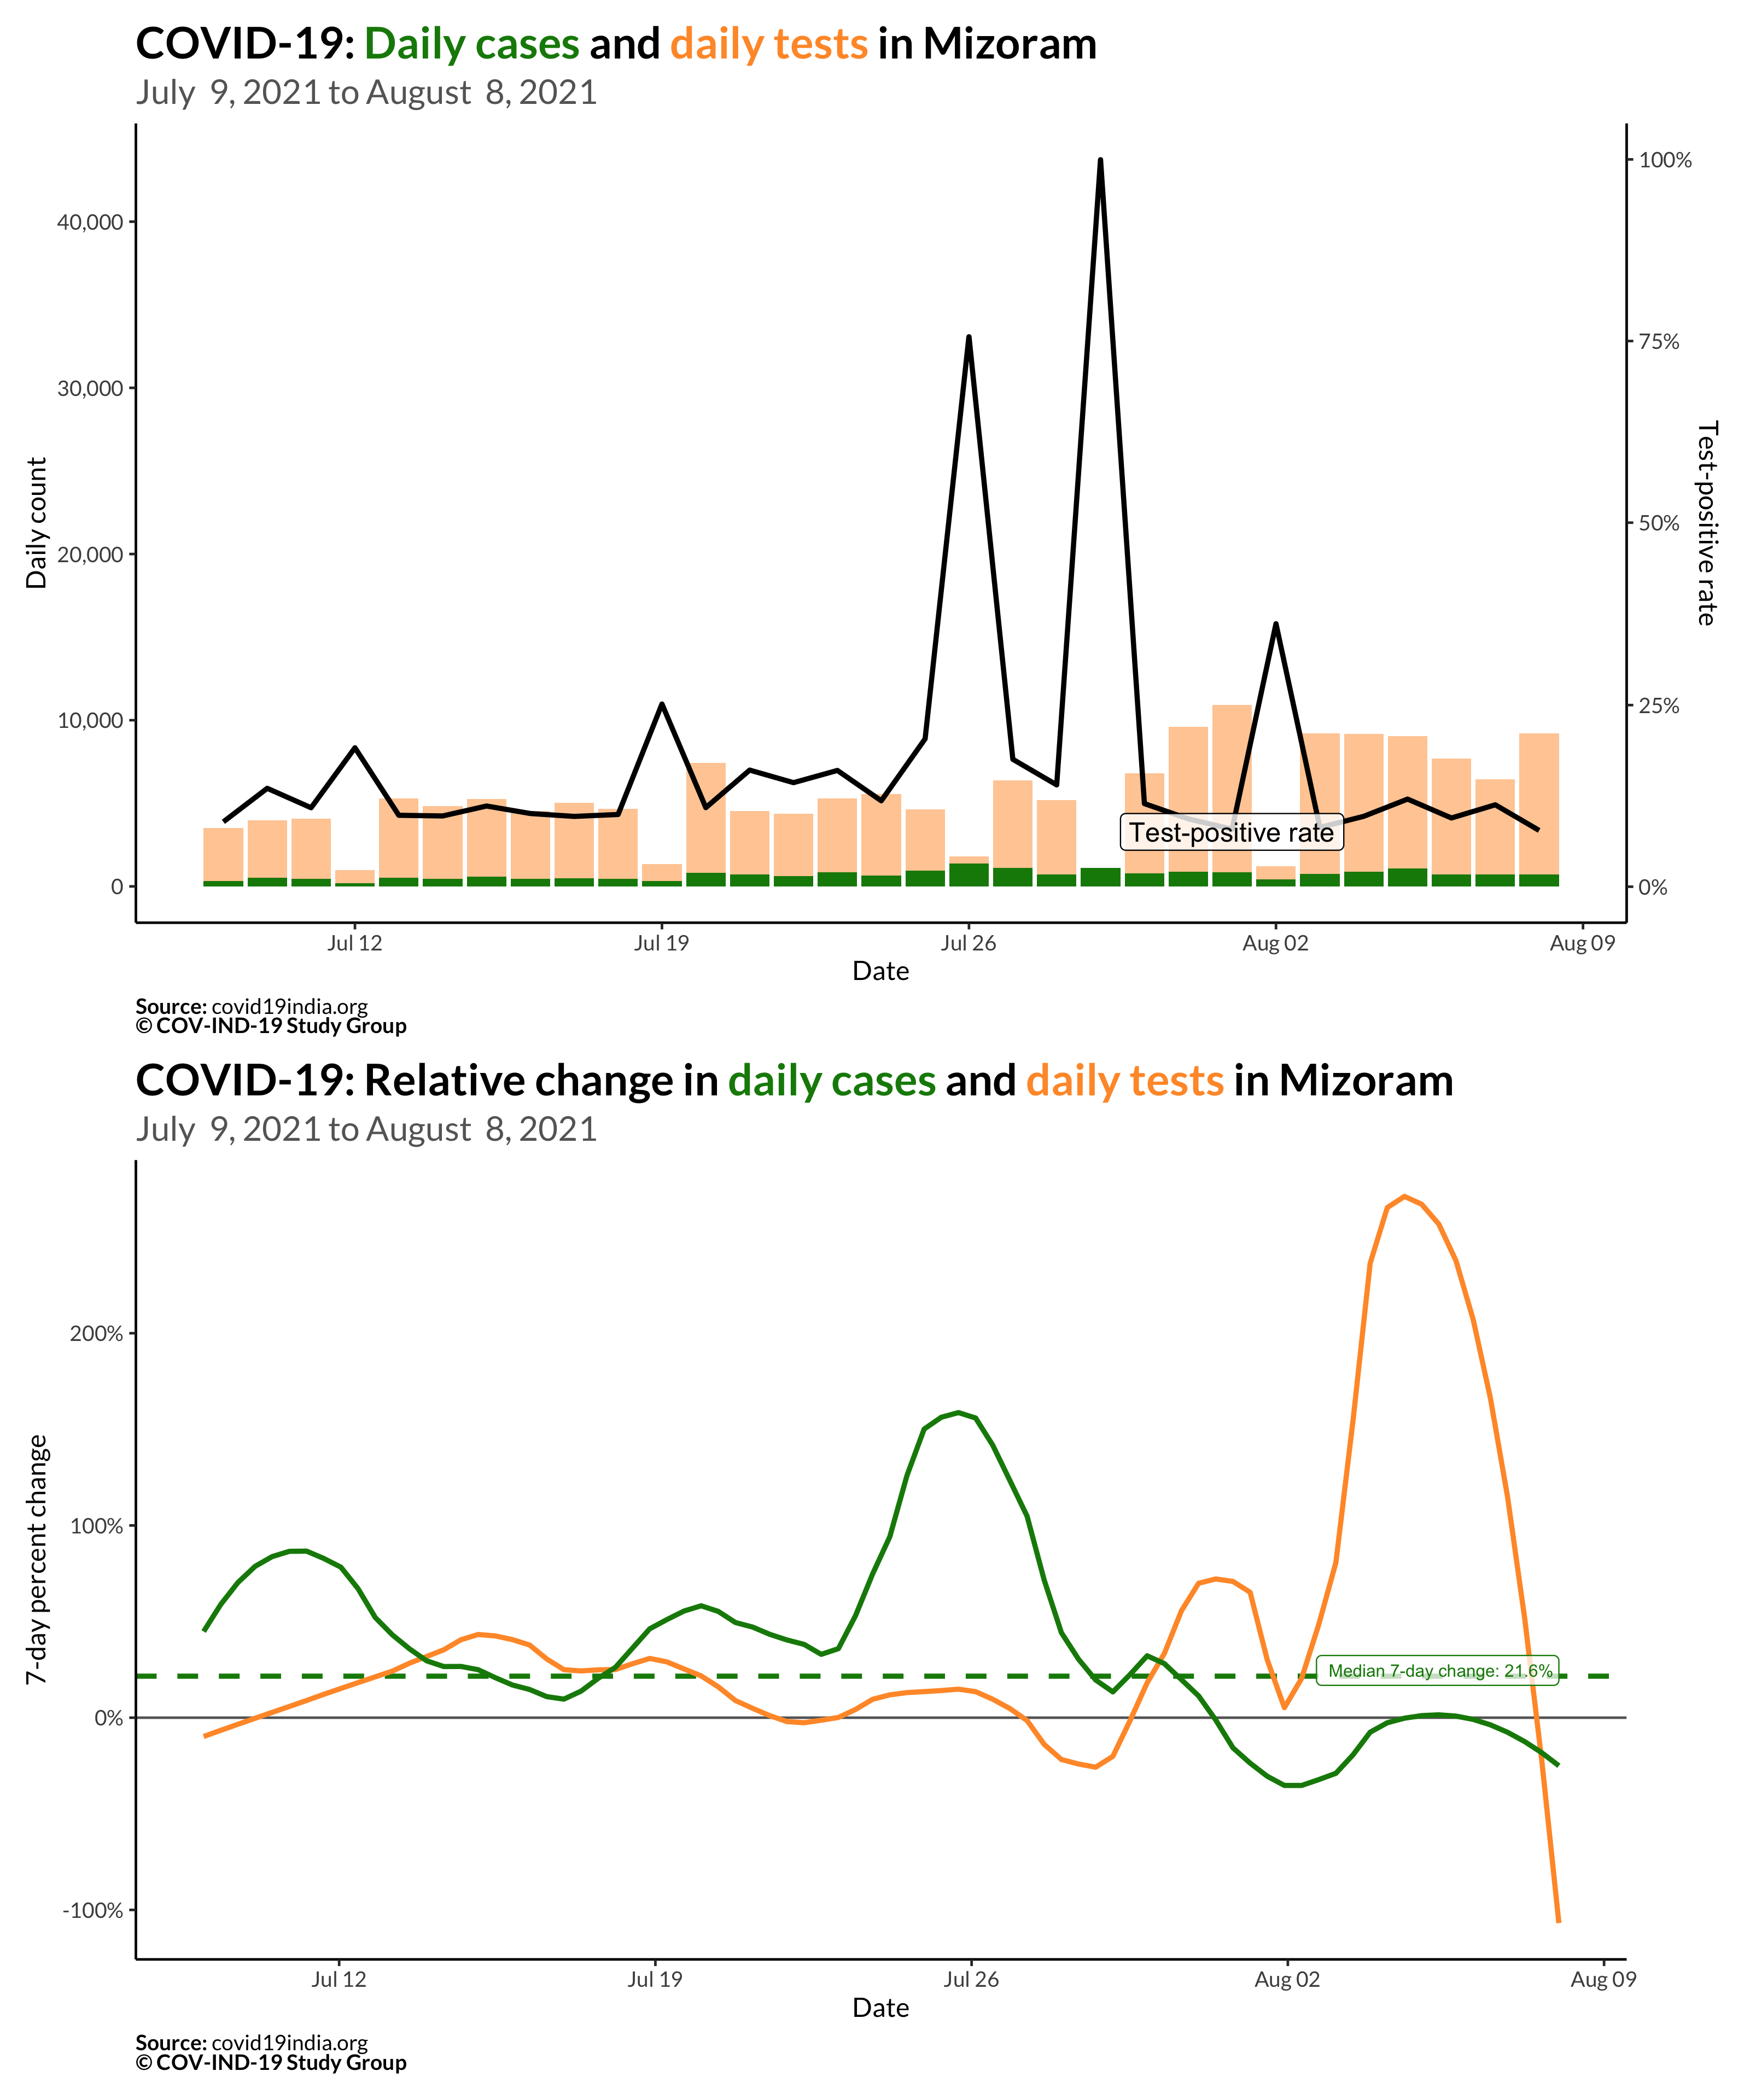 COVID-19: Daily cases and daily tests in Mizoram
July 9, 2021 to August 8, 2021
100%
40,000
75%
30,000
Daily count
Test-positive rate
50%
20,000
25%
10,000
Test-positive rate
0
0%
Jul 12
Jul 19
Jul 26
Aug 02
Aug 09
Date
Source: covid19india.org
© COV-IND-19 Study Group
COVID-19: Relative change in daily cases and daily tests in Mizoram
July 9, 2021 to August 8, 2021
200%
100%
7-day percent change
Median 7-day change: 21.6%
0%
-100%
Jul 12
Jul 19
Jul 26
Aug 02
Aug 09
Date
Source: covid19india.org
© COV-IND-19 Study Group